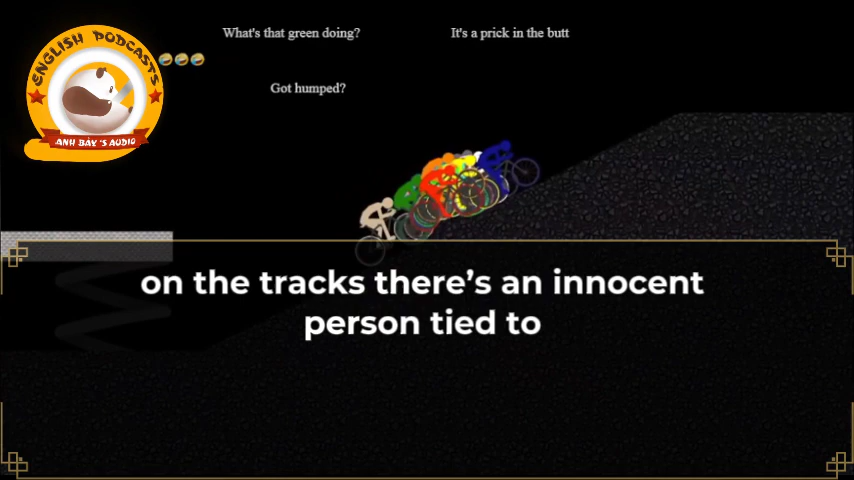 What's that green doing?
It's a prick in the butt
Got humped?
ENGLISH PODCASTS
ANH BẢY 'S AUDIO
on the tracks there's an innocent
person tied to